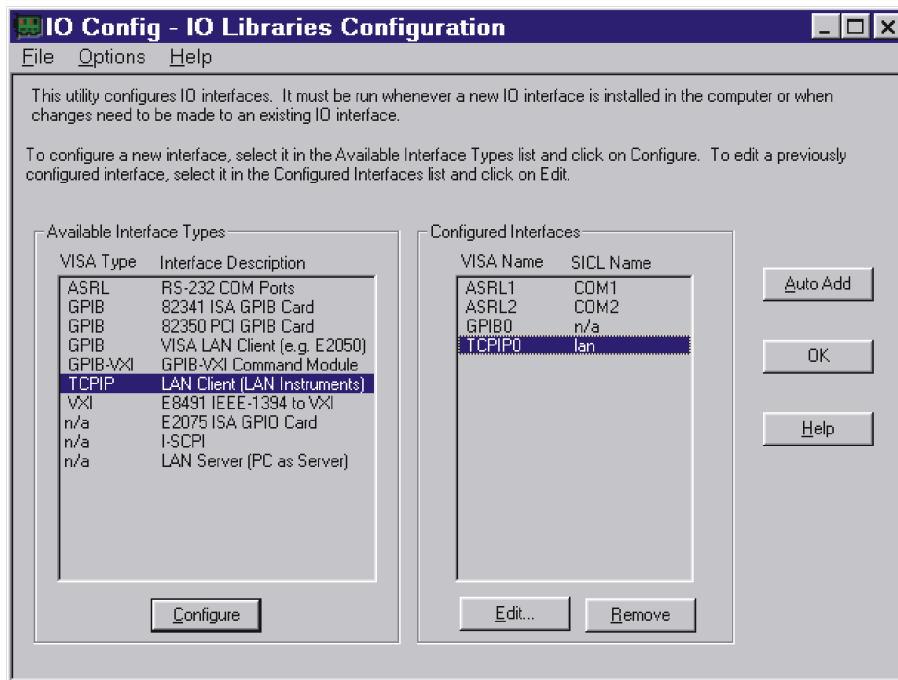 IO Config - IO Libraries Configuration
File Options Help
This utility configures IO interfaces. It must be run whenever a new IO interface is installed in the computer or when
changes need to be made to an existing IO interface.
To configure a new interface, select it in the Available Interface Types list and click on Configure. To edit a previously
configured interface, select it in the Configured Interfaces list and click on Edit.
Available Interface Types
VISA Type Interface Description
ASRL RS-232 COM Ports
GPIB 82341 ISA GPIB Card
GPIB 82350 PCI GPIB Card
GPIB VISA LAN Client (e.g. E2050)
GPIB-VXI GPIB-VXI Command Module
TCPIP LAN Client (LAN Instruments)
VXI E8491 IEEE-1394 to VXI
n/a E2075 ISA GPIO Card
n/a I-SCPI
n/a LAN Server (PC as Server)
Configure
Configured Interfaces
VISA Name SICL Name
ASRL1 COM1
ASRL2 COM2
GPIB0 n/a
TCPIP0 lan
Edit... Remove
Auto Add
OK
Help